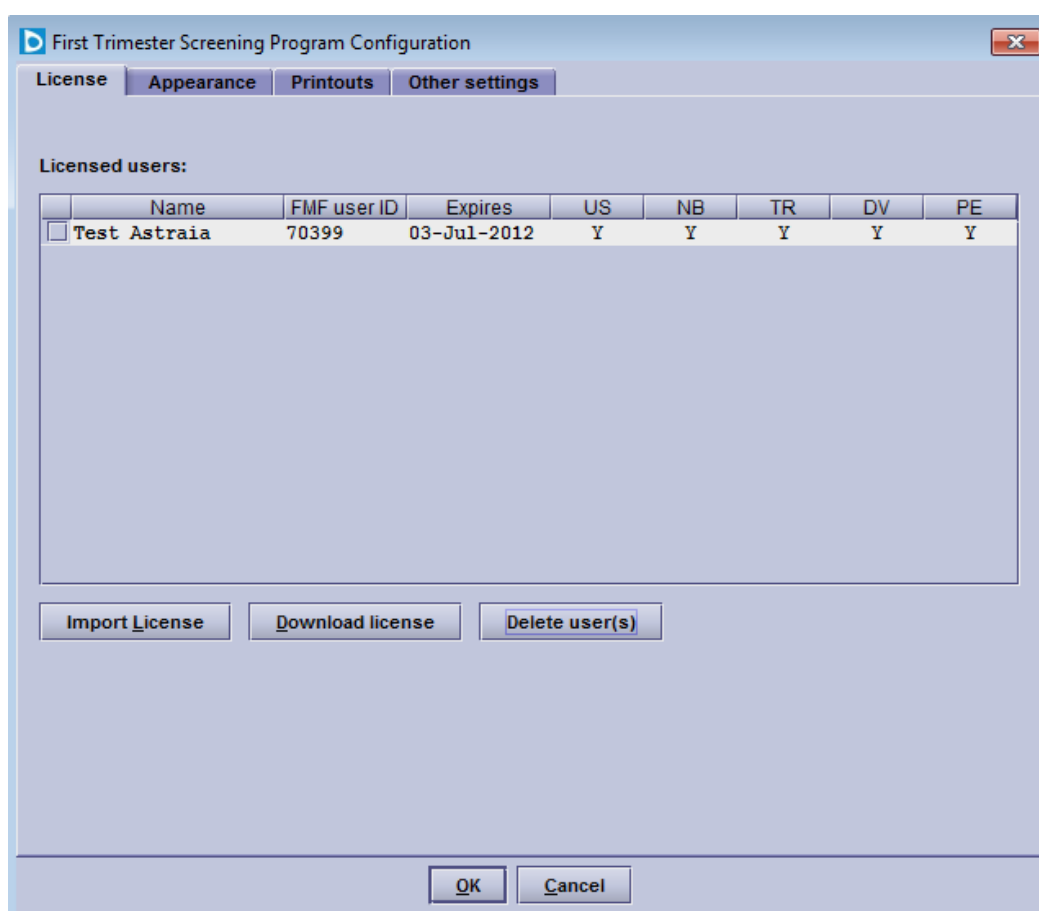 First Trimester Screening Program Configuration
License Appearance Printouts Other settings
Licensed users:
Name FMF user ID Expires US NB TR DV PE
Test Astraia 70399 03-Jul-2012 Y Y Y Y Y
Import License Download license Delete user(s)
OK Cancel